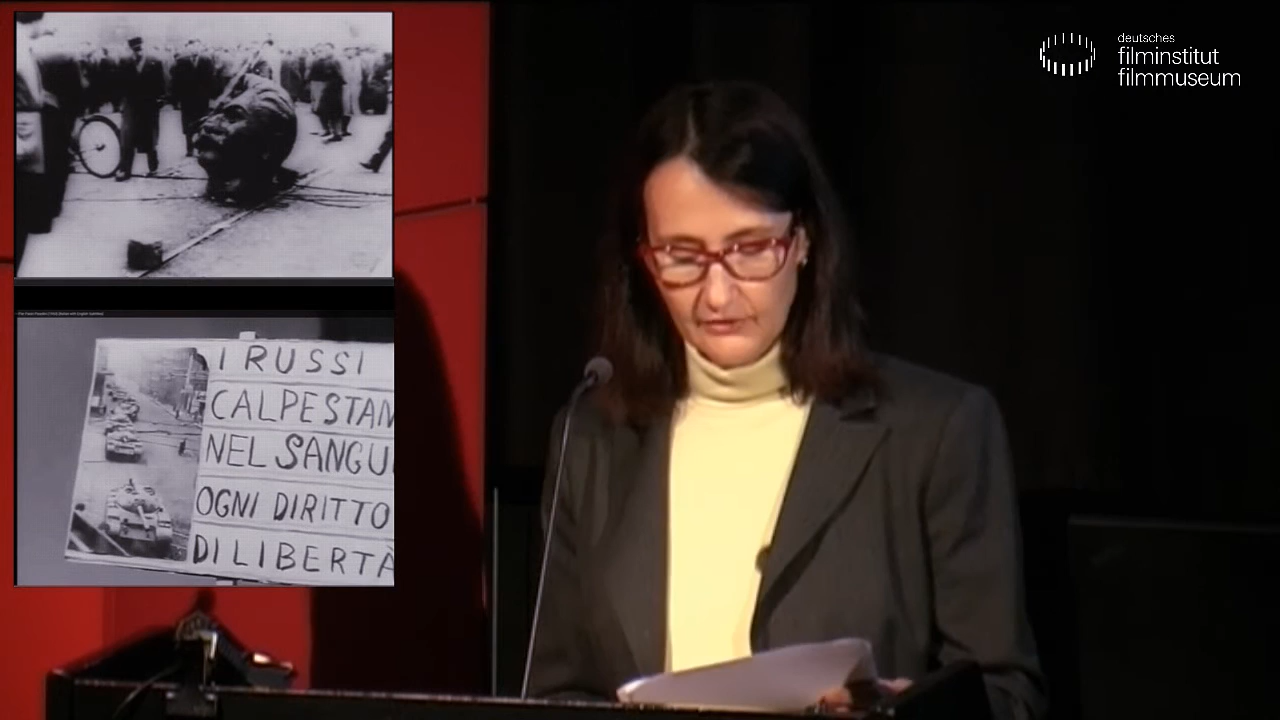 deutsches
filminstitut
filmmuseum
I RUSSI
CALPESTAN
NEL SANGU
OGNI DIRITTO
DI LIBERTÀ